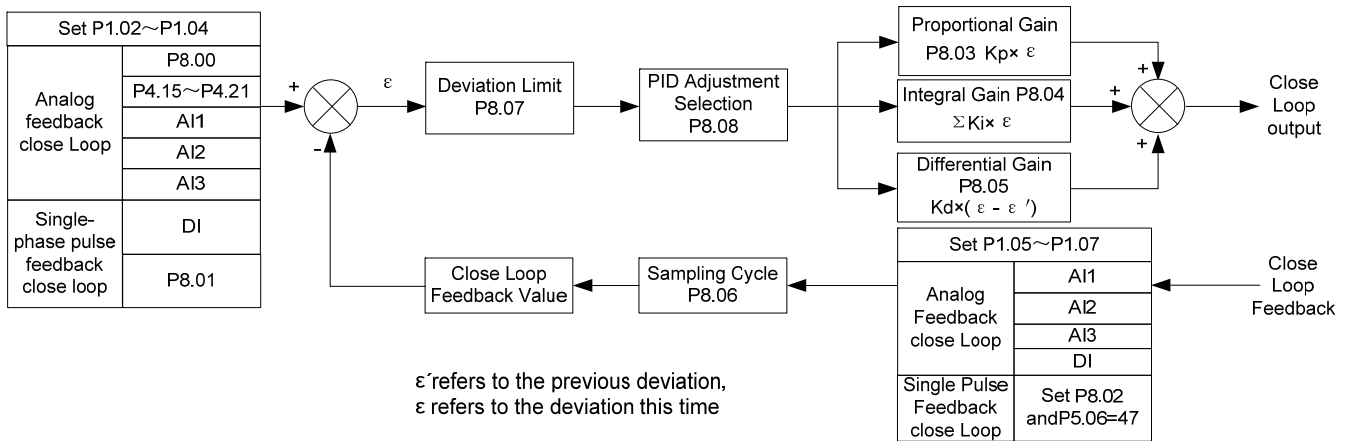 Set P1.02～P1.04
Analog
feedback
close Loop
P8.00
P4.15～P4.21
AI1
AI2
AI3
Single-
phase pulse
feedback
close loop
DI
P8.01
+
-
ε
Deviation Limit
P8.07
PID Adjustment
Selection
P8.08
Proportional Gain
P8.03 Kp× ε
Integral Gain P8.04
ΣKi× ε
Differential Gain
P8.05
Kd×( ε - ε ′)
+
+
+
Close
Loop
output
Close Loop
Feedback Value
Sampling Cycle
P8.06
Set P1.05～P1.07
Analog
Feedback
close Loop
AI1
AI2
AI3
DI
Single Pulse
Feedback
close Loop
Set P8.02
andP5.06=47
Close
Loop
Feedback
ε´refers to the previous deviation,
ε refers to the deviation this time